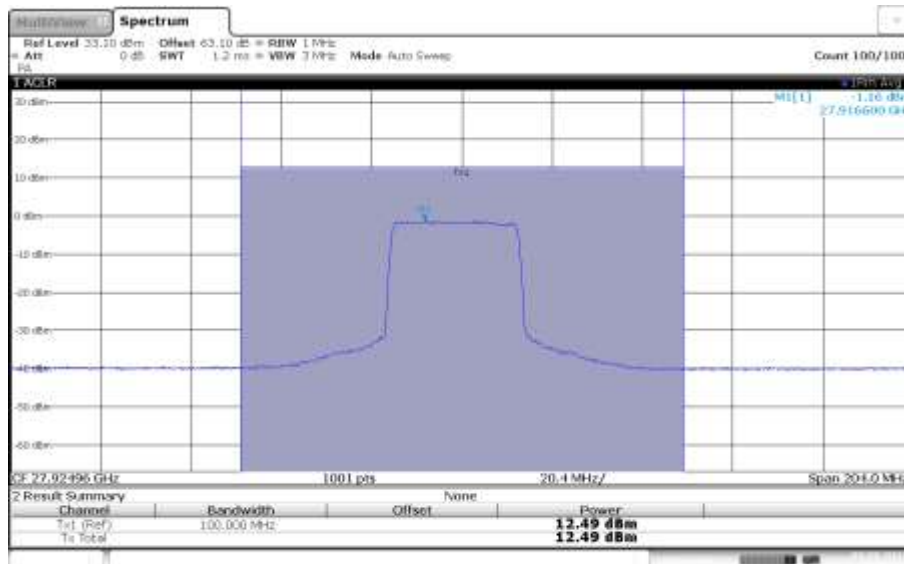 MultiView Spectrum
Ref Level 33.10 dBm Offset 63.10 dB RBW 1 MHz
Att 0 dB SWT 1.2 ms VBW 3 MHz Mode Auto Sweep Count 100/100
PA
1 ACLR 1Rm Avg
M1[1] -1.16 dB
27.916600 GH
30 dBm
20 dBm
10 dBm
0 dBm
-10 dBm
-20 dBm
-30 dBm
-40 dBm
-50 dBm
-60 dBm
CF 27.92496 GHz 1001 pts 20.4 MHz/ Span 204.0 MHz
2 Result Summary None
Channel Bandwidth Offset Power
Tx1 (Ref) 100.000 MHz 12.49 dBm
Tx Total 12.49 dBm